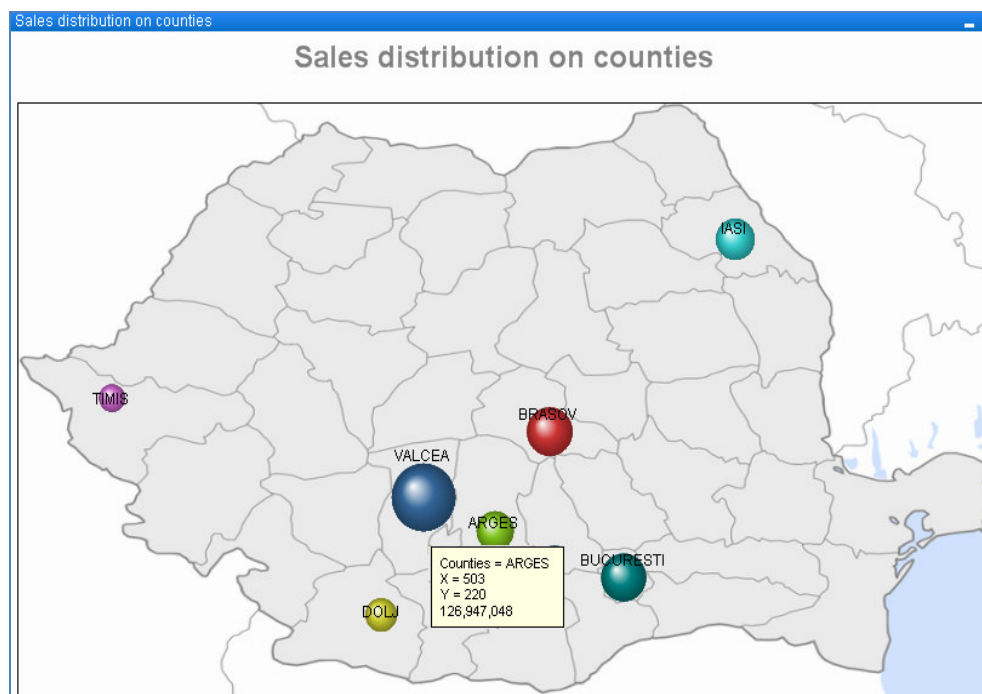 Sales distribution on counties
Sales distribution on counties
IASI
TIMIS
BRASOV
VALCEA
ARGES
Counties = ARGES
X = 503
Y = 220
126,947,048
BUCURESTI
DOLJ